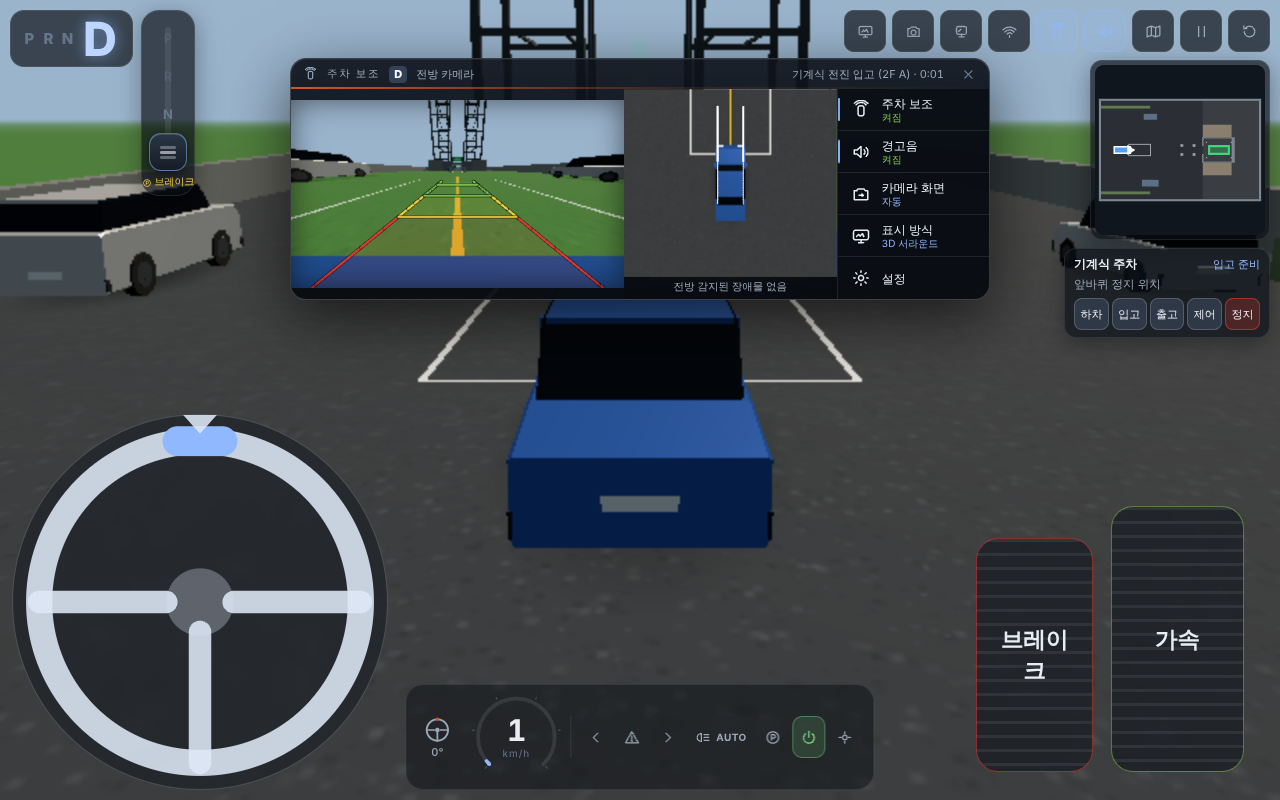 P R N D
P
R
N
Ⓟ 브레이크
주차 보조 D 전방 카메라
기계식 전진 입고 (2F A) · 0:01
전방 감지된 장애물 없음
주차 보조
켜짐
경고음
켜짐
카메라 화면
자동
표시 방식
3D 서라운드
설정
기계식 주차 입고 준비
앞바퀴 정지 위치
하차 입고 출고 제어 정지
브레이
크
가속
0°
1
km/h
AUTO
P